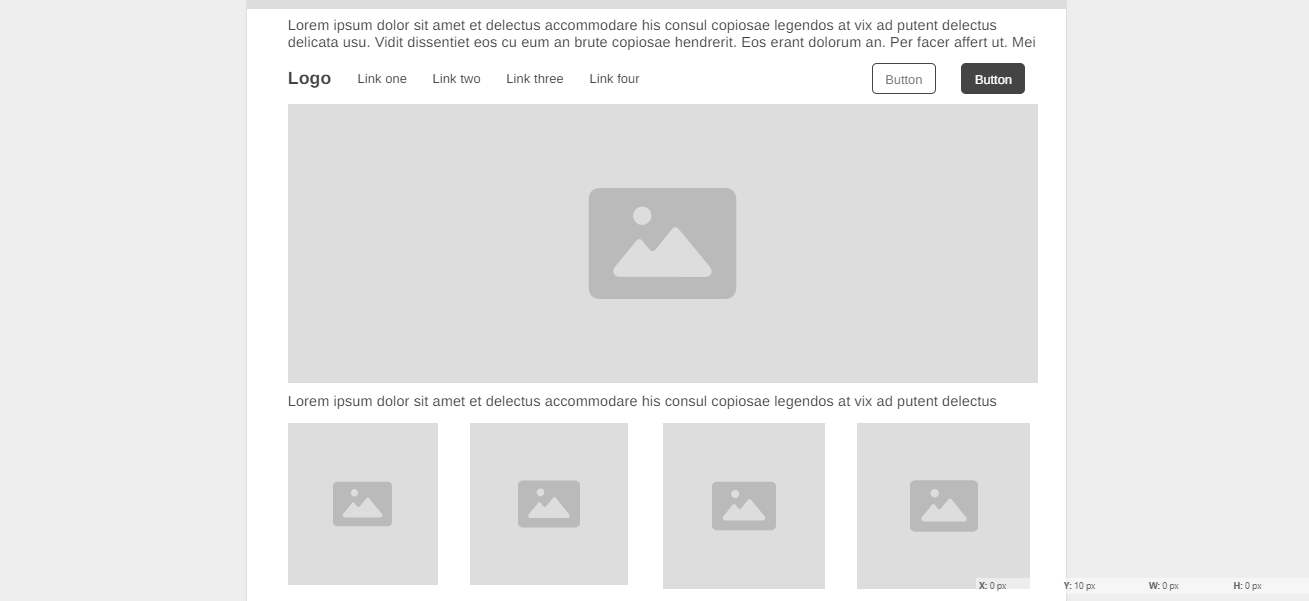 Lorem ipsum dolor sit amet et delectus accommodare his consul copiosae legendos at vix ad putent delectus
delicata usu. Vidit dissentiet eos cu eum an brute copiosae hendrerit. Eos erant dolorum an. Per facer affert ut. Mei
Logo Link one Link two Link three Link four Button Button
Lorem ipsum dolor sit amet et delectus accommodare his consul copiosae legendos at vix ad putent delectus
X: 0 px Y: 10 px W: 0 px H: 0 px